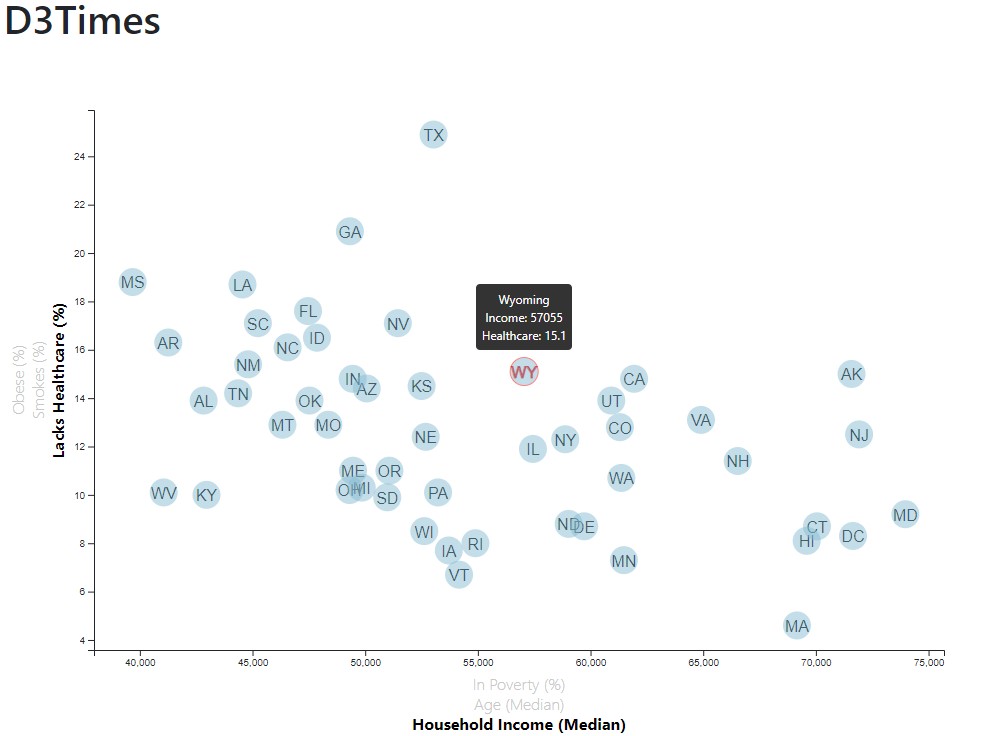 D3Times
TX
24
22
GA
20
MS
LA
Wyoming
18
FL
Income: 57055
SC
NV
ID
Healthcare: 15.1
AR
NC
16
NM
WY
AK
IN
CA
AZ
KS
TN
14
AL
OK
UT
VA
MT
MO
CO
NJ
NE
NY
12
IL
NH
ME
OR
WA
OH
MI
WV
KY
SD
PA
10
MD
WI
ND
DE
CT
DC
HI
8
IA
RI
MN
VT
6
MA
4
Obese (%)
Smokes (%)
Lacks Healthcare (%)
40,000 45,000 50,000 55,000 60,000 65,000 70,000 75,000
In Poverty (%)
Age (Median)
Household Income (Median)